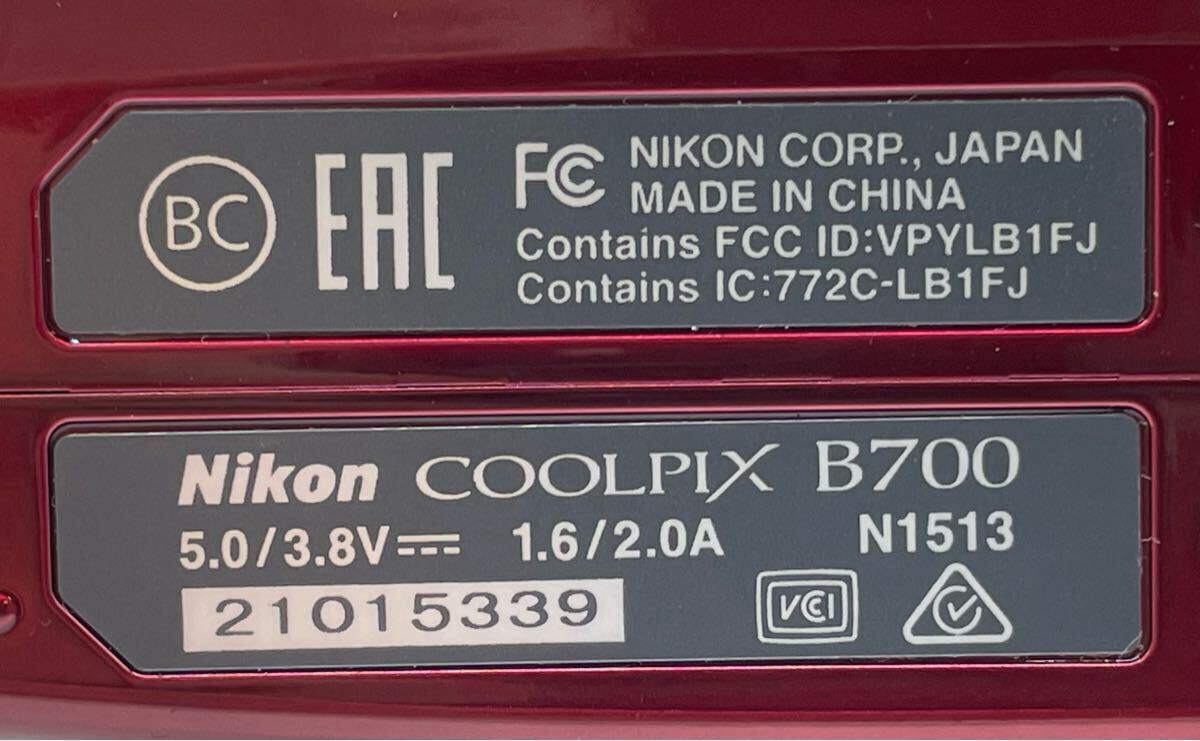 BC EAC FC NIKON CORP., JAPAN
MADE IN CHINA
Contains FCC ID:VPYLB1FJ
Contains IC:772C-LB1FJ
Nikon COOLPIX B700
5.0/3.8V 1.6/2.0A N1513
21015339 VCI